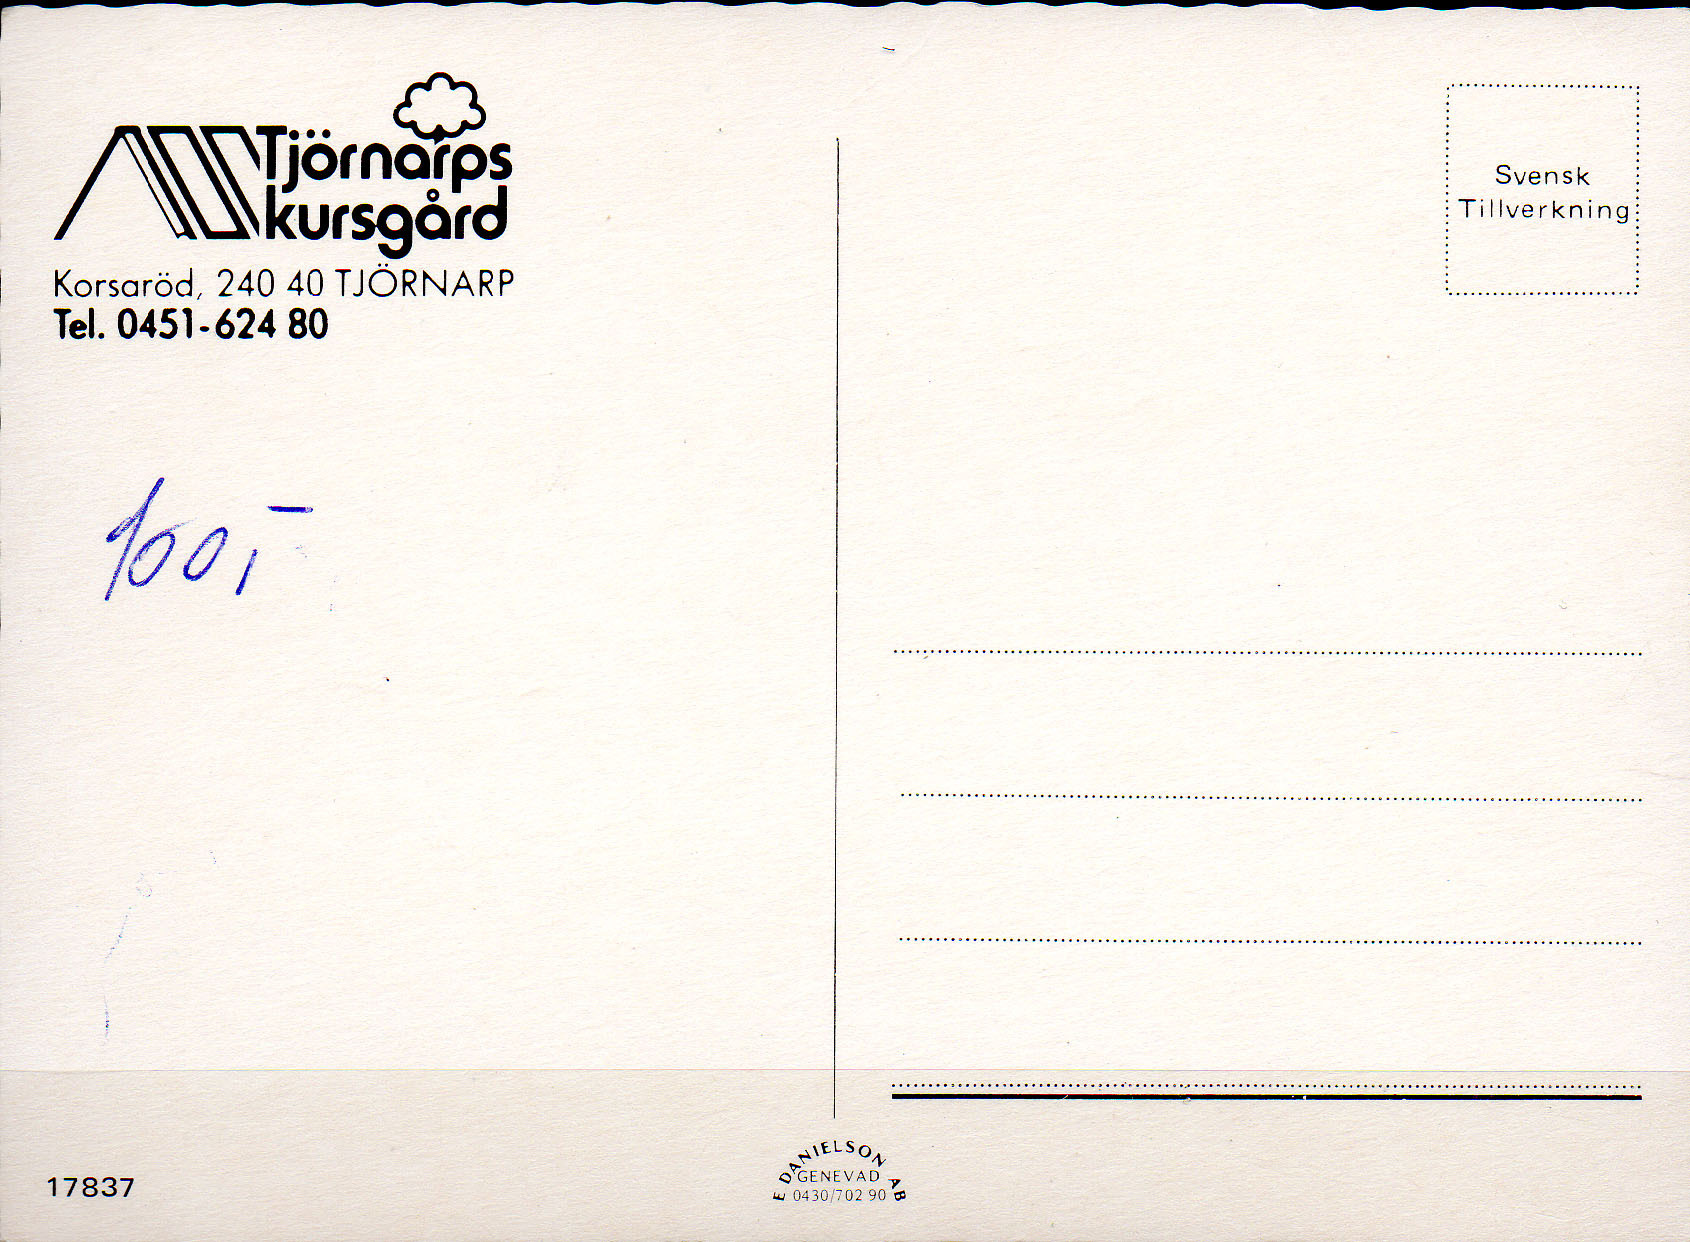 Tjörnarps
kursgård
Korsaröd, 240 40 TJÖRNARP
Tel. 0451-624 80
100,-
Svensk
Tillverkning
17837
E DANIELSON AB
GENEVAD
0430/702 90